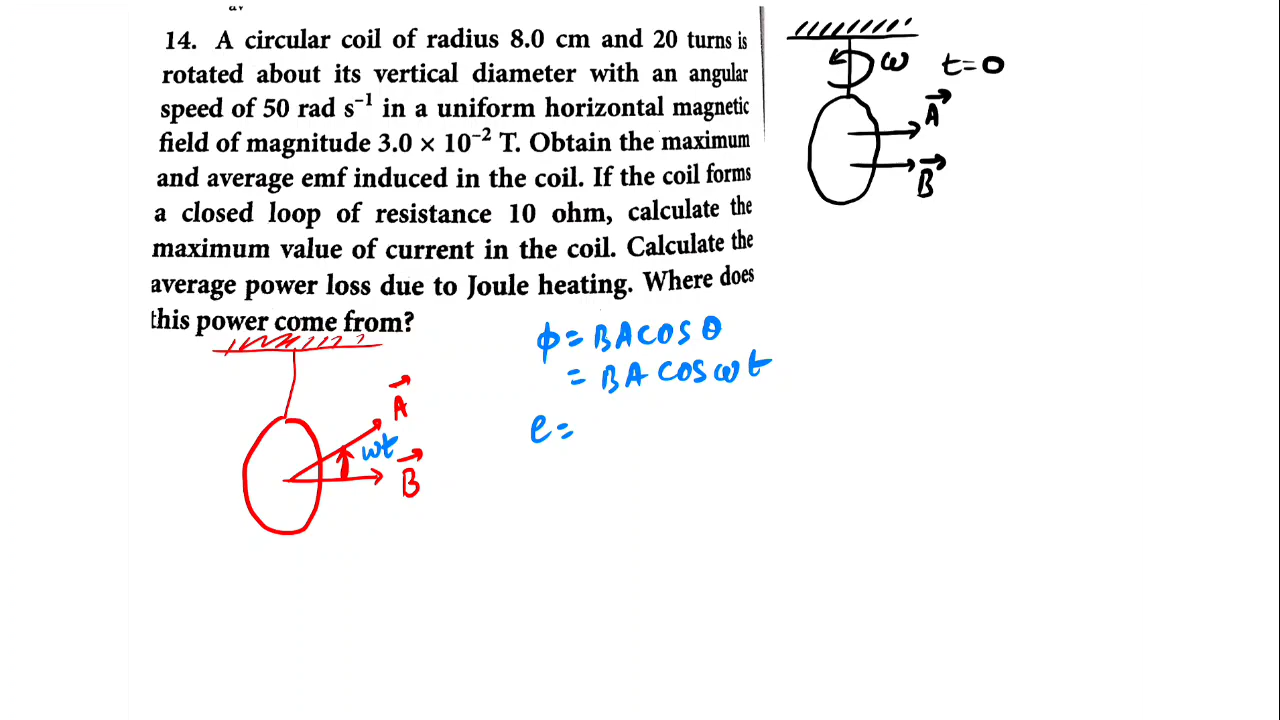 14. A circular coil of radius 8.0 cm and 20 turns is
rotated about its vertical diameter with an angular
speed of 50 rad s⁻¹ in a uniform horizontal magnetic
field of magnitude 3.0 × 10⁻² T. Obtain the maximum
and average emf induced in the coil. If the coil forms
a closed loop of resistance 10 ohm, calculate the
maximum value of current in the coil. Calculate the
average power loss due to Joule heating. Where does
this power come from?
ω t=0
A⃗
B⃗
ϕ = BA COS θ
= BA COS ωt
e =
A⃗
ωt
B⃗